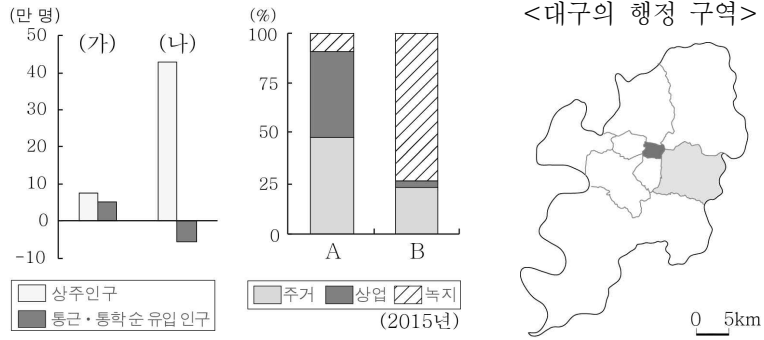 (만 명)
50
40
30
20
10
0
-10
(가)
(나)
상주인구
통근・통학 순 유입 인구
(%)
100
75
50
25
0
A
B
주거
상업
녹지
(2015년)
<대구의 행정 구역>
0 5km